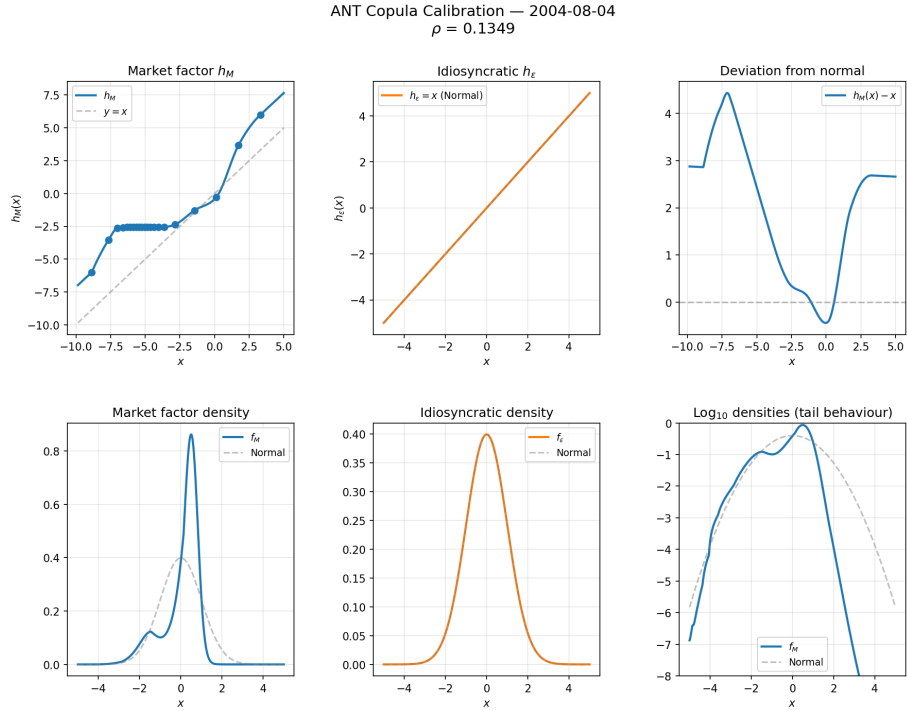 ANT Copula Calibration — 2004-08-04
ρ = 0.1349
Market factor h_M
h_M
y = x
7.5
5.0
2.5
0.0
−2.5
−5.0
−7.5
−10.0
h_M(x)
−10.0 −7.5 −5.0 −2.5 0.0 2.5 5.0
x
Idiosyncratic h_ε
h_ε = x (Normal)
4
2
0
−2
−4
h_ε(x)
−4 −2 0 2 4
x
Deviation from normal
h_M(x) − x
4
3
2
1
0
−10.0 −7.5 −5.0 −2.5 0.0 2.5 5.0
x
Market factor density
f_M
Normal
0.8
0.6
0.4
0.2
0.0
−4 −2 0 2 4
x
Idiosyncratic density
f_ε
Normal
0.40
0.35
0.30
0.25
0.20
0.15
0.10
0.05
0.00
−4 −2 0 2 4
x
Log₁₀ densities (tail behaviour)
0
−1
−2
−3
−4
−5
−6
−7
−8
f_M
Normal
−4 −2 0 2 4
x